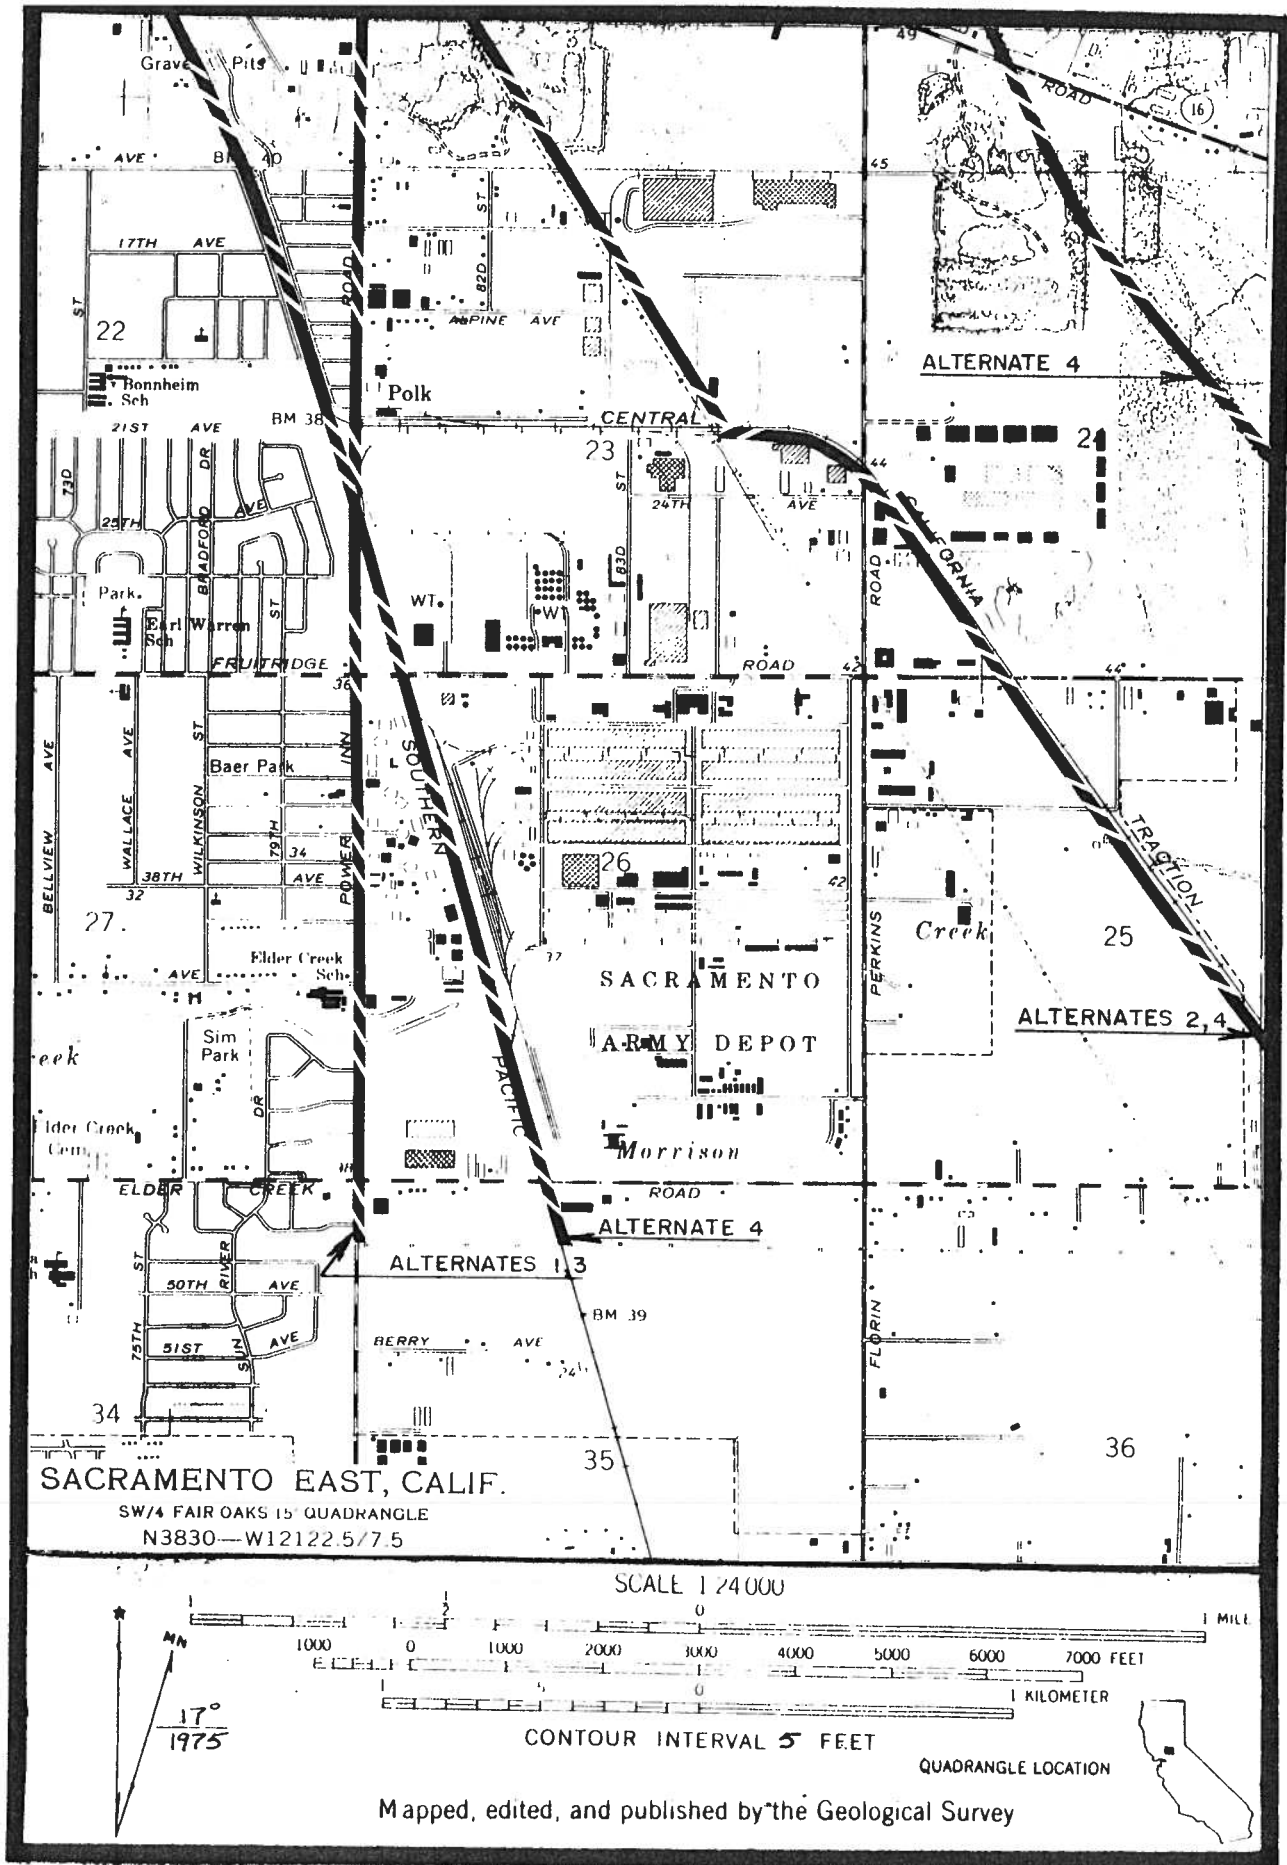 Pits
49
ROAD
16
AVE
BM 40
45
17TH AVE
ST
ROAD
82D
ST
ALPINE AVE
ST
22
ALTERNATE 4
Bonnheim
Sch
Polk
BM 38
CENTRAL
21ST AVE
23
24
73D
BRADFORD DR
AVE
25TH
ST
83D
24TH AVE
44
CALIFORNIA
Park
WT
ROAD
Earl Warren
Sch
ST
FRUITRIDGE
36
ROAD
42
44
BELLVIEW AVE
WALLACE AVE
WILKINSON ST
Baer Park
79TH
34
POWER INN
SOUTHERN
38TH AVE
32
26
42
TRACTION
27
Elder Creek
Sch
AVE
37
SACRAMENTO
PERKINS
Creek
25
Sim
Park
eek
DR
ARMY DEPOT
ALTERNATES 2, 4
PACIFIC
Elder Creek
Cem
Morrison
ELDER CREEK
ROAD
ALTERNATE 4
ALTERNATES 1,3
ST
RIVER
50TH AVE
BM 39
75TH
51ST
SUN
AVE
BERRY AVE
FLORIN
34
35
36
SACRAMENTO EAST, CALIF.
SW/4 FAIR OAKS 15' QUADRANGLE
N3830—W12122.5/7.5
SCALE 1 24000
1 2 0 1 MILE
MN
1000 0 1000 2000 3000 4000 5000 6000 7000 FEET
1 5 0 1 KILOMETER
17°
1975
CONTOUR INTERVAL 5 FEET
QUADRANGLE LOCATION
Mapped, edited, and published by the Geological Survey